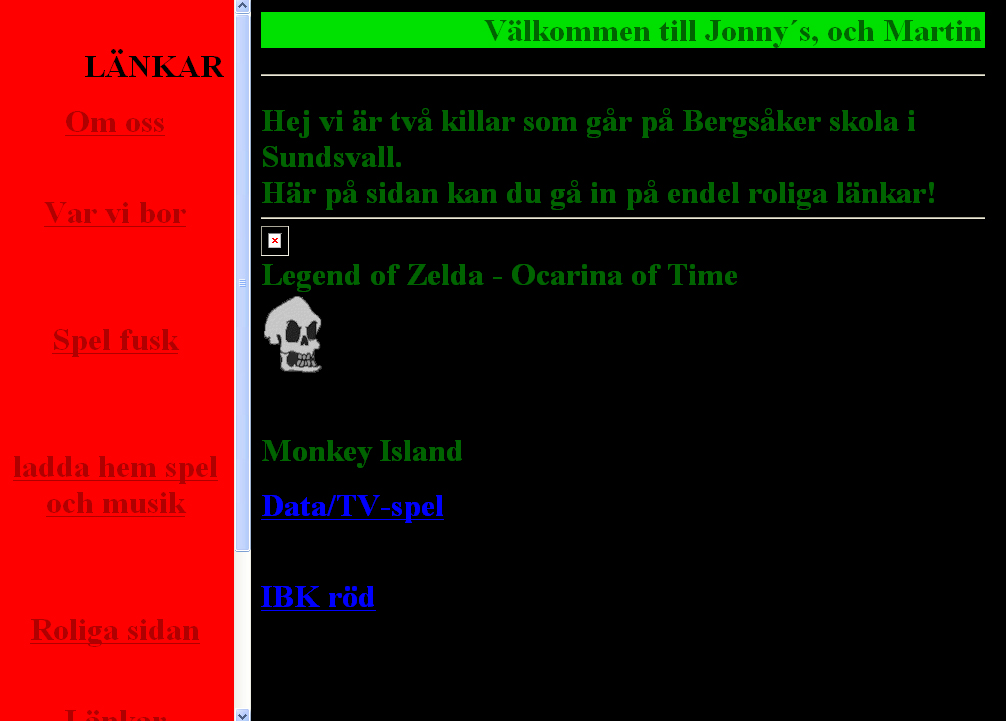 LÄNKAR
Om oss
Var vi bor
Spel fusk
ladda hem spel
och musik
Roliga sidan
Länkar
Välkommen till Jonny´s, och Martin
Hej vi är två killar som går på Bergsåker skola i
Sundsvall.
Här på sidan kan du gå in på endel roliga länkar!
Legend of Zelda - Ocarina of Time
Monkey Island
Data/TV-spel
IBK röd